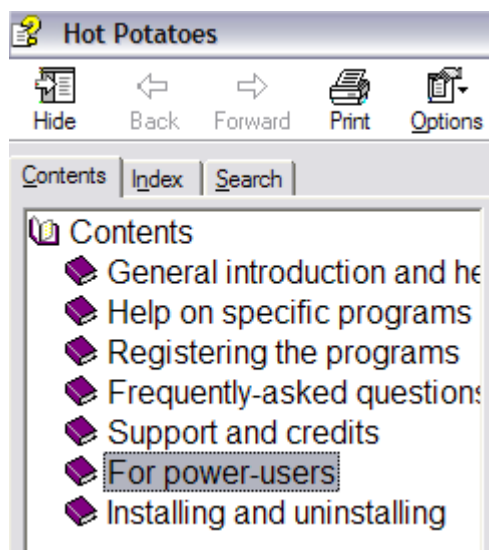 Hot Potatoes
Hide Back Forward Print Options
Contents Index Search
Contents
General introduction and he
Help on specific programs
Registering the programs
Frequently-asked questions
Support and credits
For power-users
Installing and uninstalling